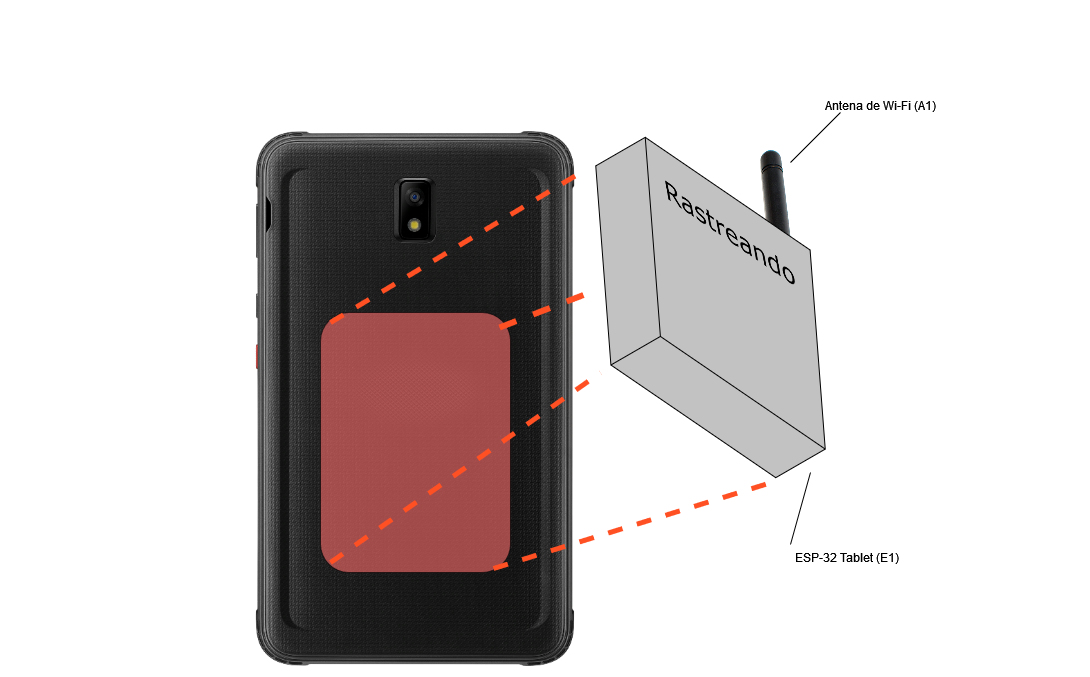 Antena de Wi-Fi (A1)
Rastreando
ESP-32 Tablet (E1)